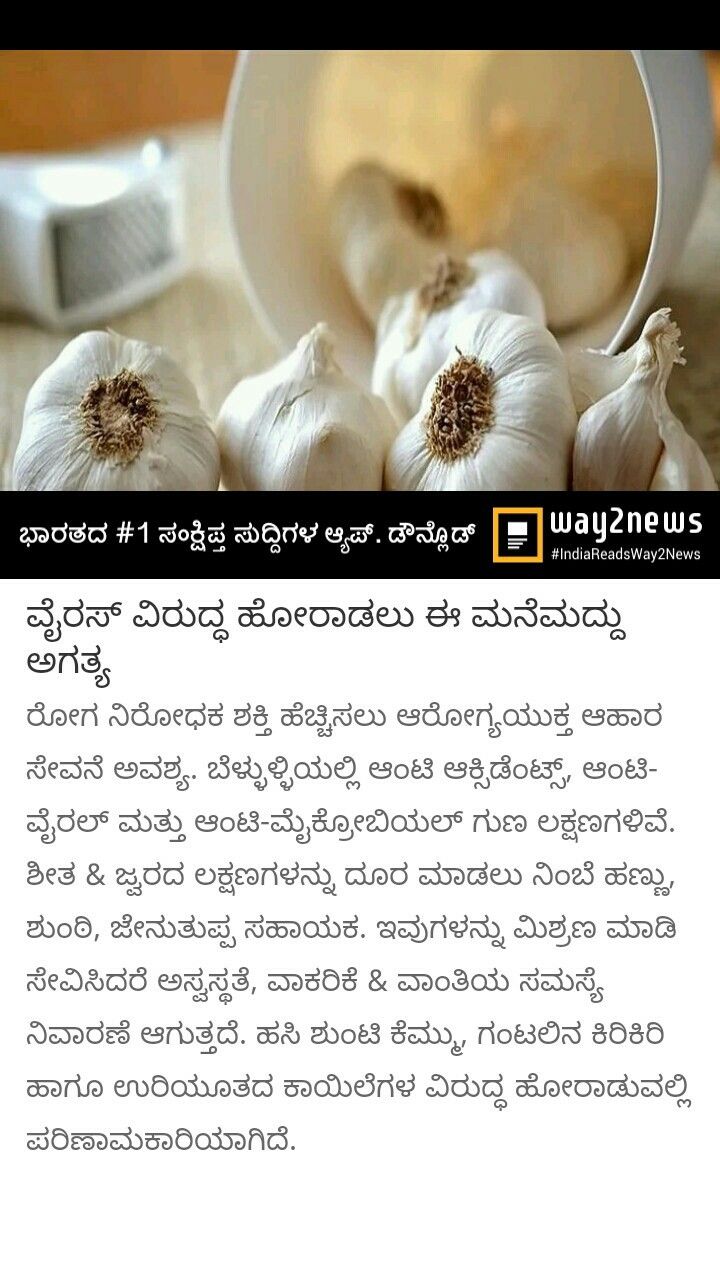 ಭಾರತದ #1 ಸಂಕ್ಷಿಪ್ತ ಸುದ್ದಿಗಳ ಆ್ಯಪ್. ಡೌನ್ಲೊಡ್
way2news
#IndiaReadsWay2News
ವೈರಸ್ ವಿರುದ್ಧ ಹೋರಾಡಲು ಈ ಮನೆಮದ್ದು
ಅಗತ್ಯ
ರೋಗ ನಿರೋಧಕ ಶಕ್ತಿ ಹೆಚ್ಚಿಸಲು ಆರೋಗ್ಯಯುಕ್ತ ಆಹಾರ
ಸೇವನೆ ಅವಶ್ಯ. ಬೆಳ್ಳುಳ್ಳಿಯಲ್ಲಿ ಆಂಟಿ ಆಕ್ಸಿಡೆಂಟ್ಸ್, ಆಂಟಿ-
ವೈರಲ್ ಮತ್ತು ಆಂಟಿ-ಮೈಕ್ರೋಬಿಯಲ್ ಗುಣ ಲಕ್ಷಣಗಳಿವೆ.
ಶೀತ & ಜ್ವರದ ಲಕ್ಷಣಗಳನ್ನು ದೂರ ಮಾಡಲು ನಿಂಬೆ ಹಣ್ಣು,
ಶುಂಠಿ, ಜೇನುತುಪ್ಪ ಸಹಾಯಕ. ಇವುಗಳನ್ನು ಮಿಶ್ರಣ ಮಾಡಿ
ಸೇವಿಸಿದರೆ ಅಸ್ವಸ್ಥತೆ, ವಾಕರಿಕೆ & ವಾಂತಿಯ ಸಮಸ್ಯೆ
ನಿವಾರಣೆ ಆಗುತ್ತದೆ. ಹಸಿ ಶುಂಟಿ ಕೆಮ್ಮು, ಗಂಟಲಿನ ಕಿರಿಕಿರಿ
ಹಾಗೂ ಉರಿಯೂತದ ಕಾಯಿಲೆಗಳ ವಿರುದ್ಧ ಹೋರಾಡುವಲ್ಲಿ
ಪರಿಣಾಮಕಾರಿಯಾಗಿದೆ.